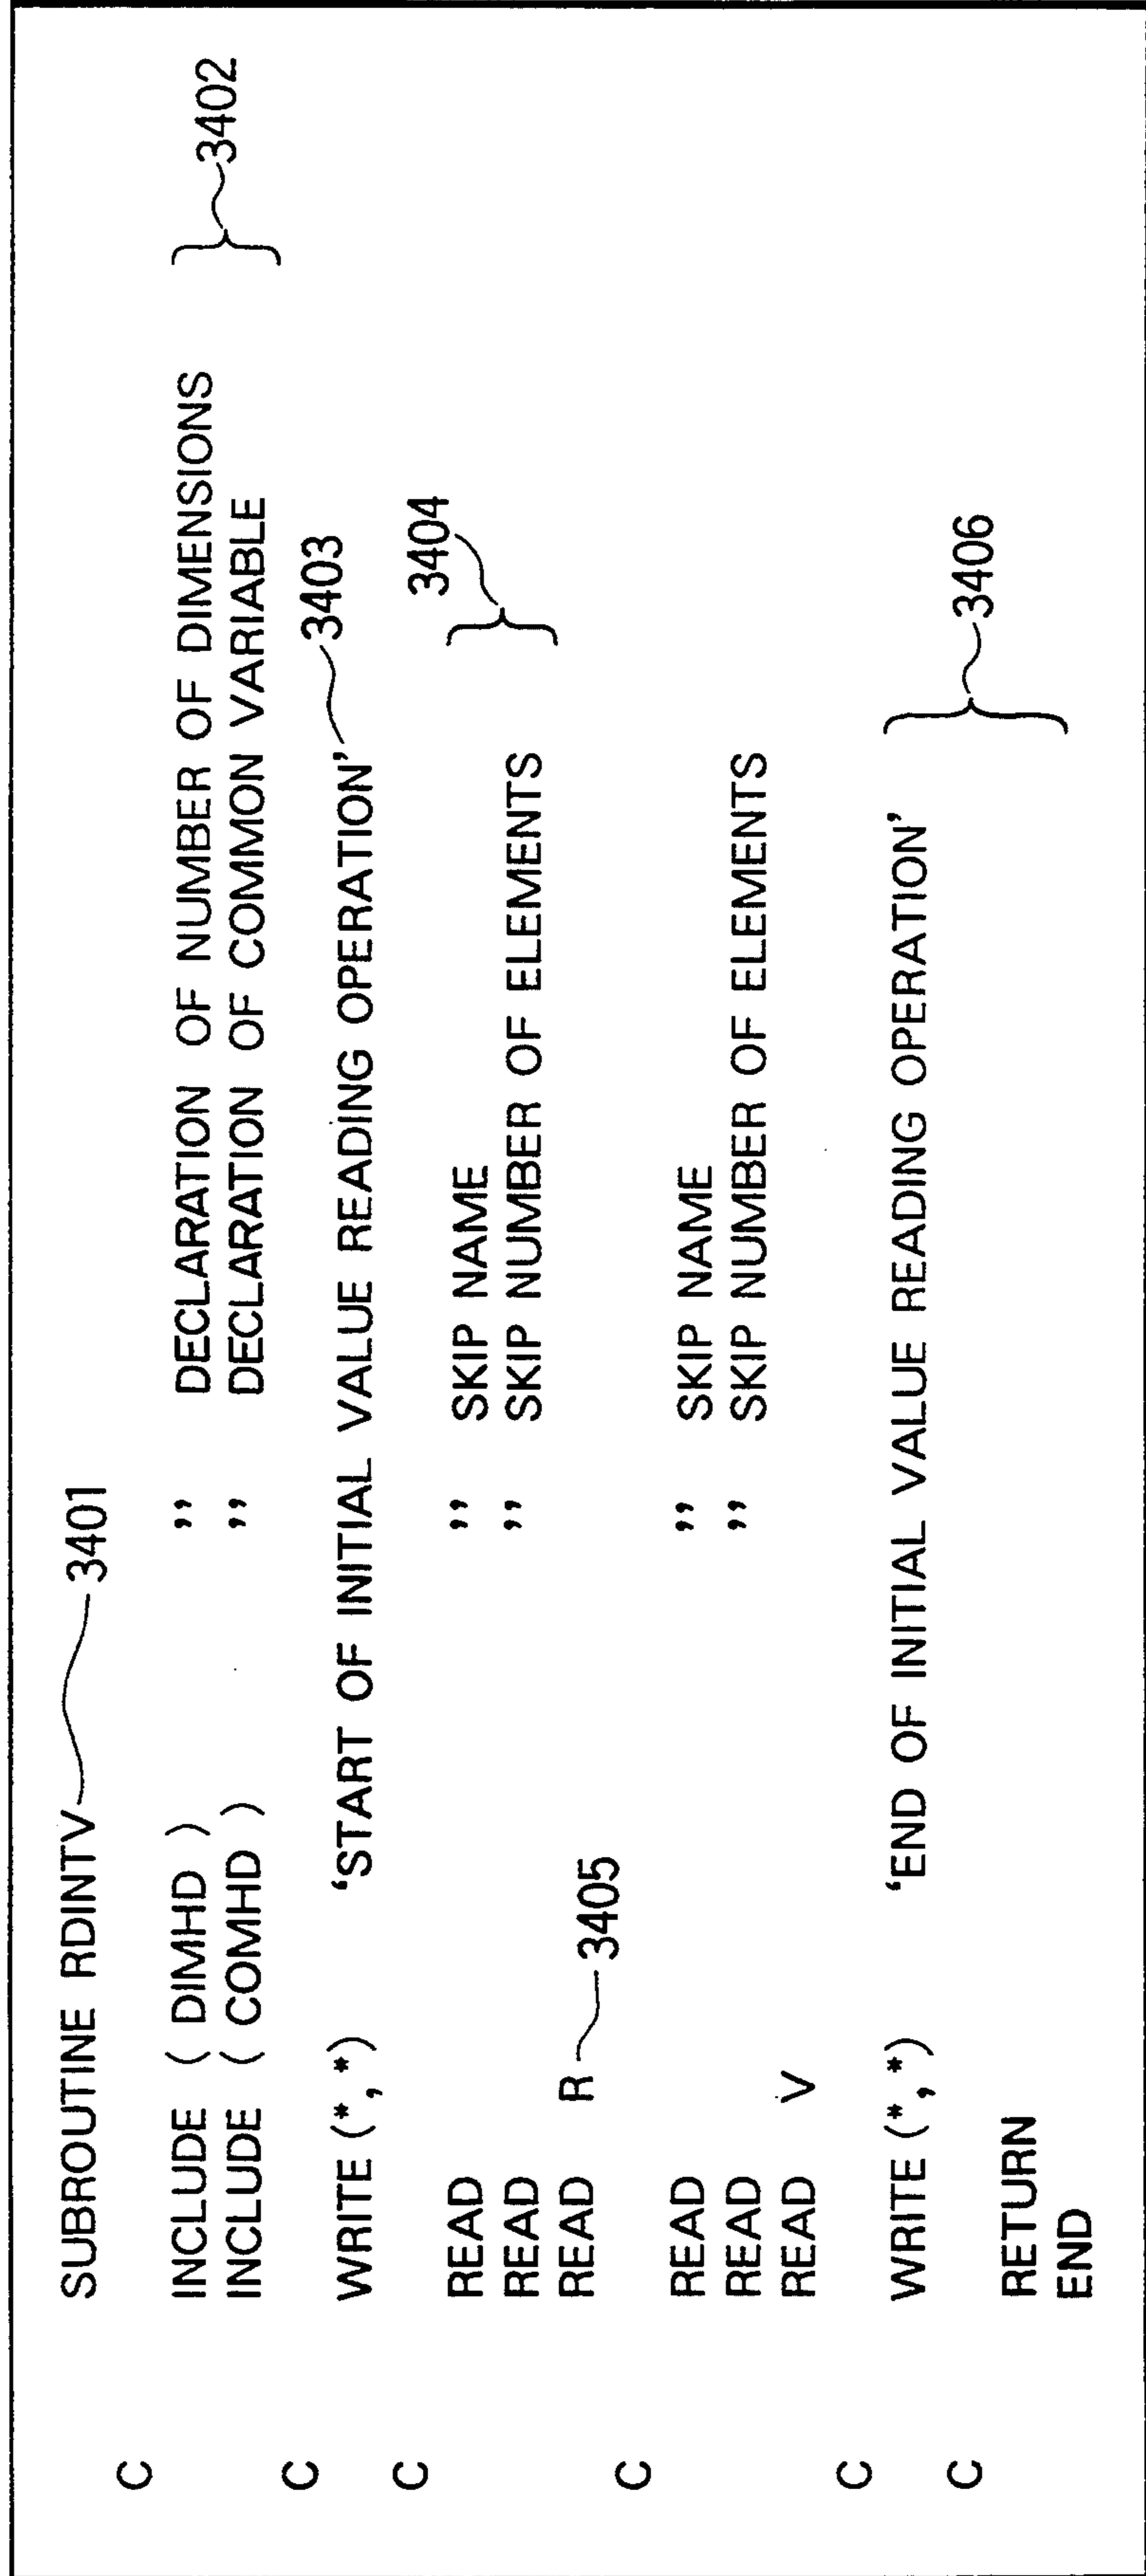 SUBROUTINE RDINTV 3401
C
INCLUDE ( DIMHD ) ,, DECLARATION OF NUMBER OF DIMENSIONS
INCLUDE ( COMHD ) ,, DECLARATION OF COMMON VARIABLE
3402
C
WRITE (*,*) ‘START OF INITIAL VALUE READING OPERATION’ 3403
C
READ ,, SKIP NAME
READ ,, SKIP NUMBER OF ELEMENTS
3404
READ R 3405
C
READ ,, SKIP NAME
READ ,, SKIP NUMBER OF ELEMENTS
READ V
C
WRITE (*,*) ‘END OF INITIAL VALUE READING OPERATION’
C
3406
RETURN
END